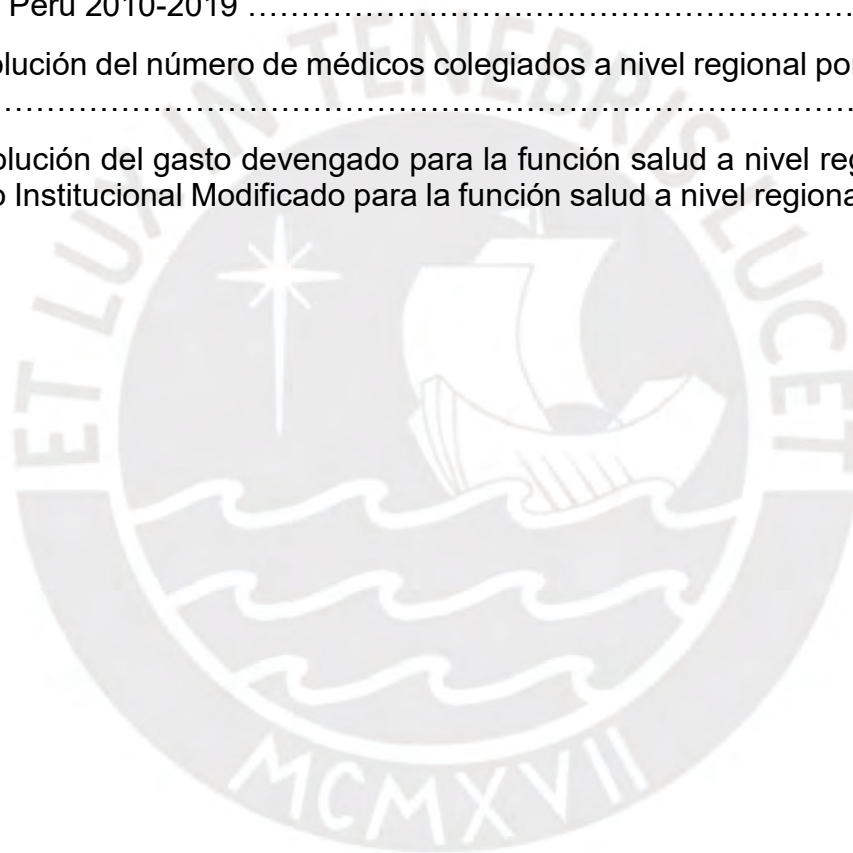 Perú 2010-2019 ……………………………………………………
olución del número de médicos colegiados a nivel regional po
……………………………………………………………………
olución del gasto devengado para la función salud a nivel re
o Institucional Modificado para la función salud a nivel regiona
ET LUX IN TENEBRIS LUCET
MCMXVII